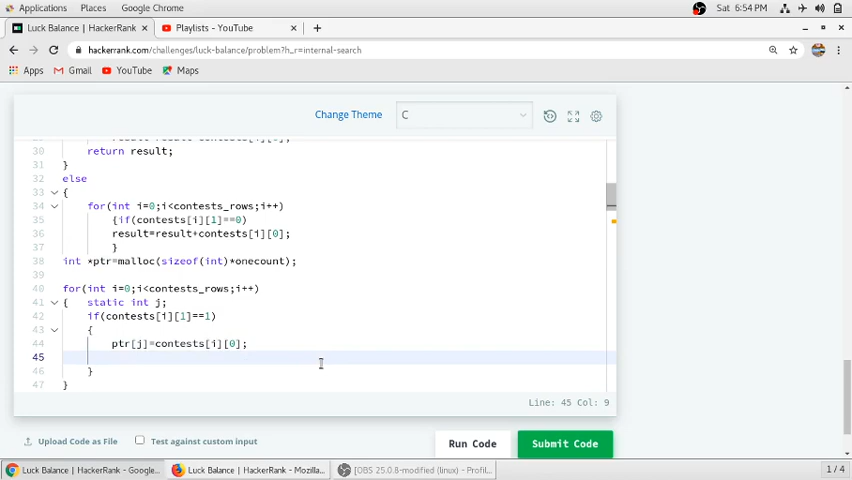 Applications Places Google Chrome Sat 6:54 PM
Luck Balance | HackerRank Playlists - YouTube
hackerrank.com/challenges/luck-balance/problem?h_r=internal-search
Apps Gmail YouTube Maps
Change Theme C
30 return result;
31 }
32 else
33 {
34 for(int i=0;i<contests_rows;i++)
35 {if(contests[i][1]==0)
36 result=result+contests[i][0];
37 }
38 int *ptr=malloc(sizeof(int)*onecount);
39
40 for(int i=0;i<contests_rows;i++)
41 { static int j;
42 if(contests[i][1]==1)
43 {
44 ptr[j]=contests[i][0];
45
46 }
47 }
Line: 45 Col: 9
Upload Code as File Test against custom input Run Code Submit Code
Luck Balance | HackerRank - Google... Luck Balance | HackerRank - Mozilla... [OBS 25.0.8-modified (linux) - Profil... 1 / 4